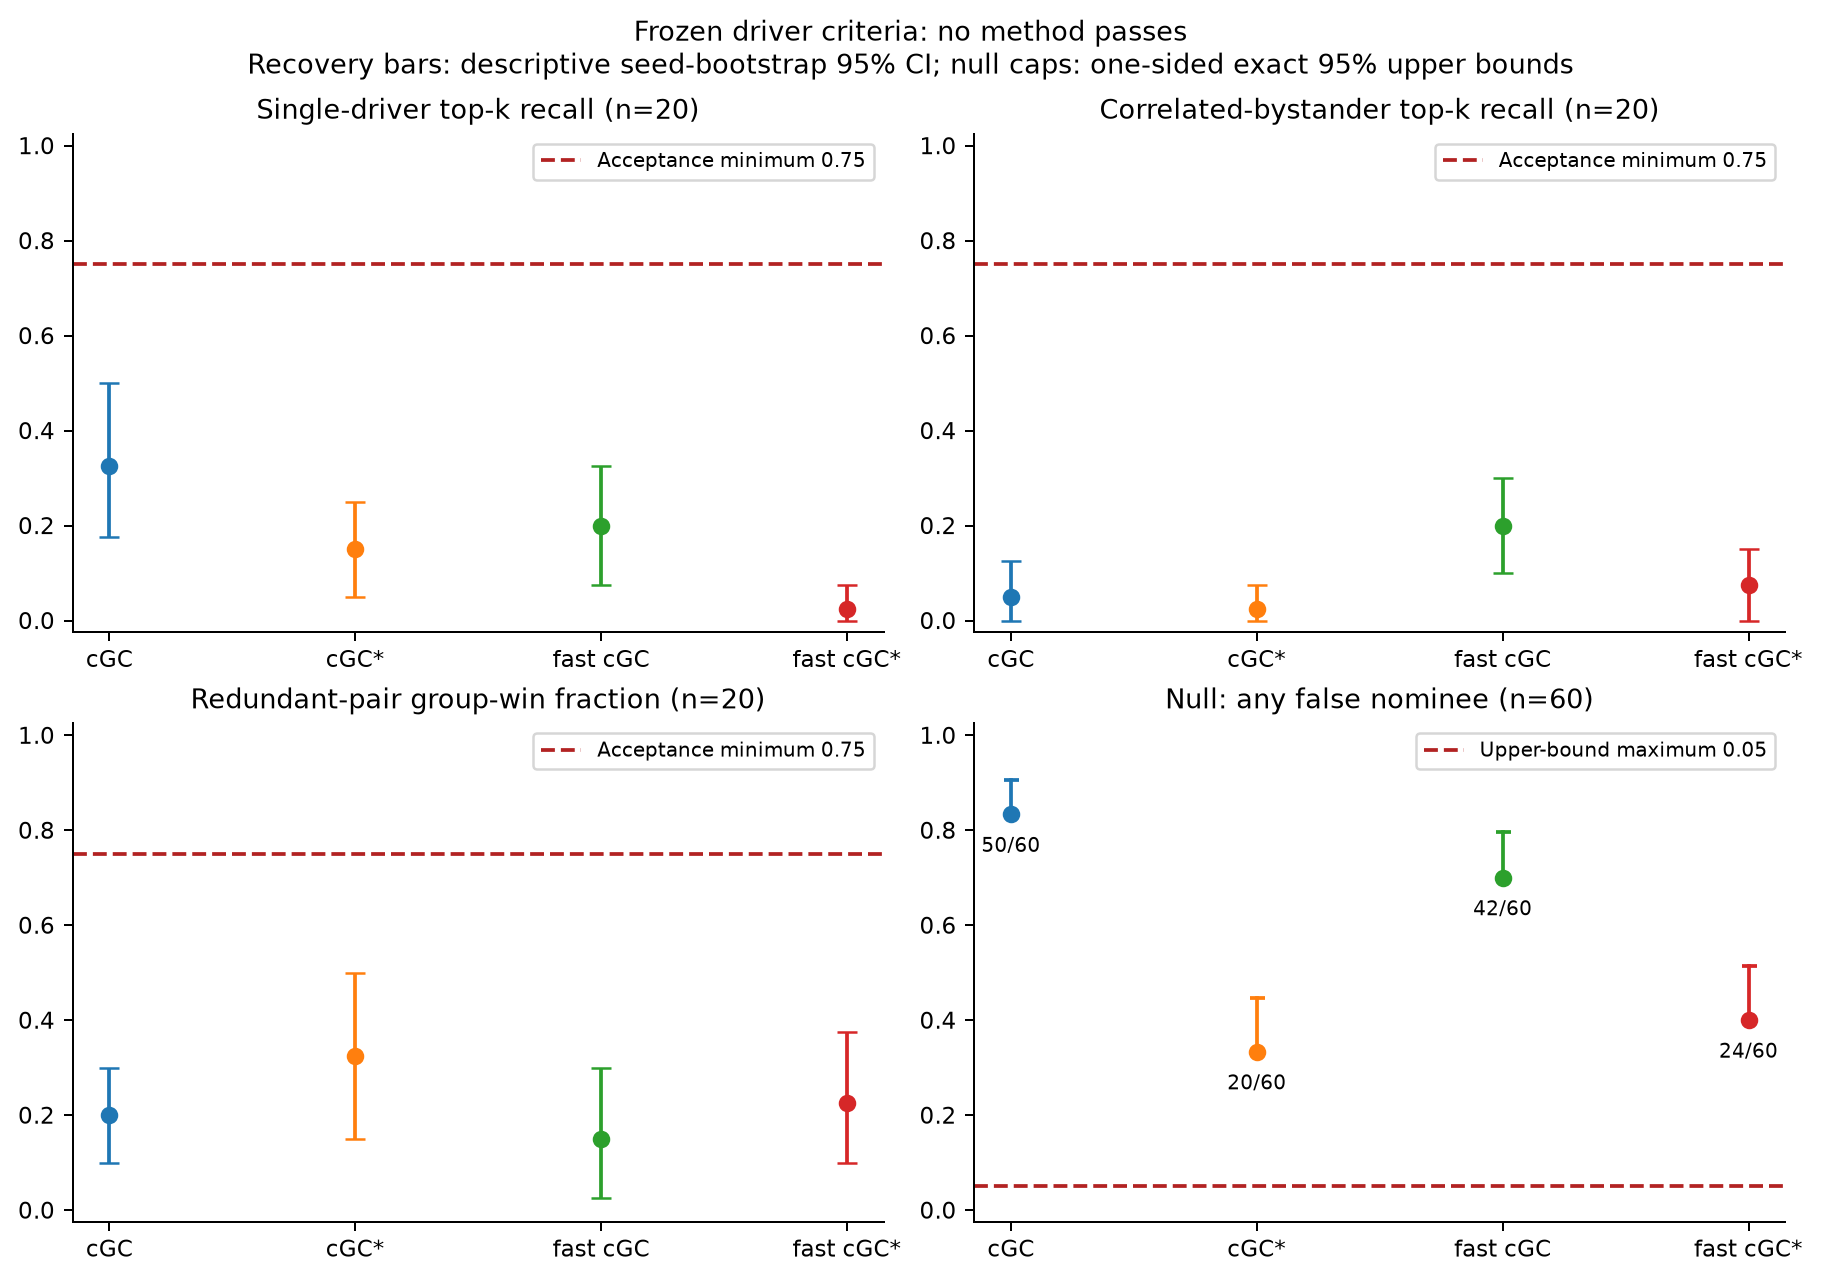 Frozen driver criteria: no method passes
Recovery bars: descriptive seed-bootstrap 95% CI; null caps: one-sided exact 95% upper bounds
Single-driver top-k recall (n=20)
1.0
0.8
0.6
0.4
0.2
0.0
Acceptance minimum 0.75
cGC
cGC*
fast cGC
fast cGC*
Correlated-bystander top-k recall (n=20)
1.0
0.8
0.6
0.4
0.2
0.0
Acceptance minimum 0.75
cGC
cGC*
fast cGC
fast cGC*
Redundant-pair group-win fraction (n=20)
1.0
0.8
0.6
0.4
0.2
0.0
Acceptance minimum 0.75
cGC
cGC*
fast cGC
fast cGC*
Null: any false nominee (n=60)
1.0
0.8
0.6
0.4
0.2
0.0
Upper-bound maximum 0.05
50/60
20/60
42/60
24/60
cGC
cGC*
fast cGC
fast cGC*